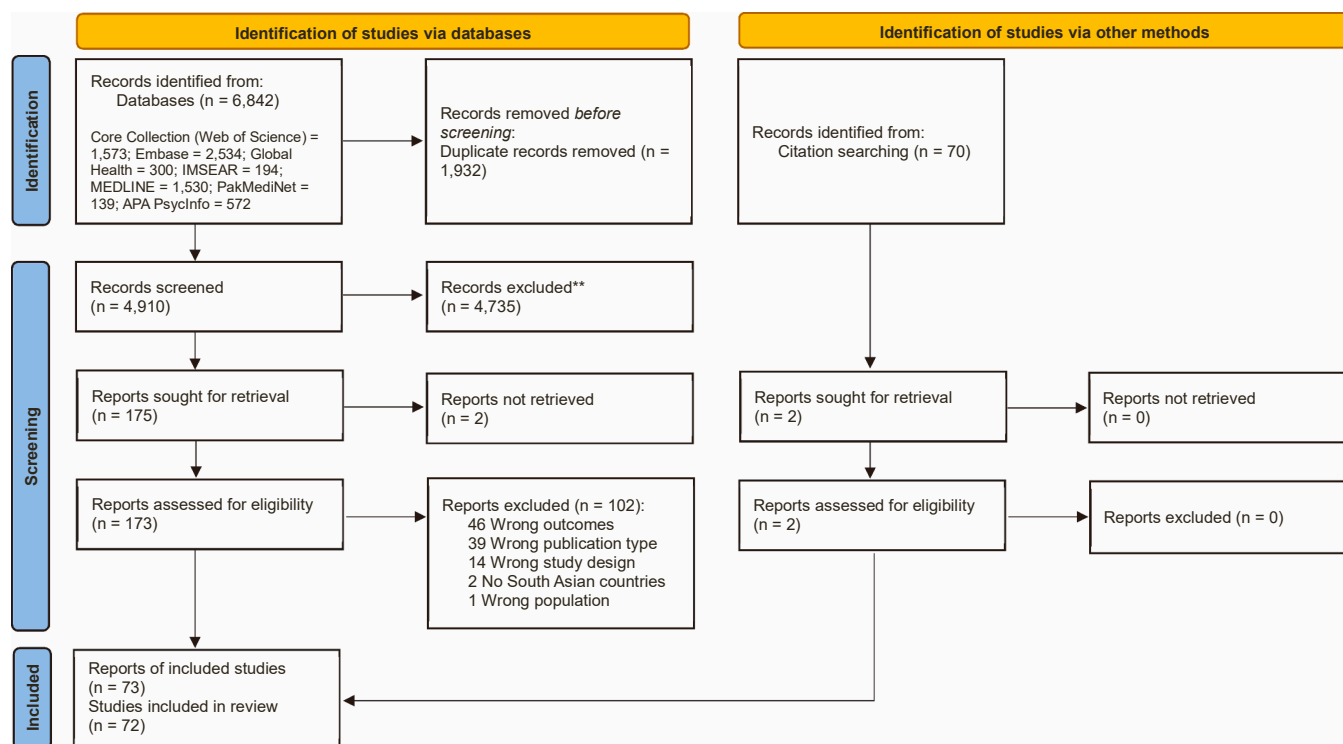 Identification of studies via databases
Identification of studies via other methods
Identification
Records identified from:
Databases (n = 6,842)
Core Collection (Web of Science) =
1,573; Embase = 2,534; Global
Health = 300; IMSEAR = 194;
MEDLINE = 1,530; PakMediNet =
139; APA PsycInfo = 572
Records removed before
screening:
Duplicate records removed (n =
1,932)
Records identified from:
Citation searching (n = 70)
Screening
Records screened
(n = 4,910)
Records excluded**
(n = 4,735)
Reports sought for retrieval
(n = 175)
Reports not retrieved
(n = 2)
Reports sought for retrieval
(n = 2)
Reports not retrieved
(n = 0)
Reports assessed for eligibility
(n = 173)
Reports excluded (n = 102):
46 Wrong outcomes
39 Wrong publication type
14 Wrong study design
2 No South Asian countries
1 Wrong population
Reports assessed for eligibility
(n = 2)
Reports excluded (n = 0)
Included
Reports of included studies
(n = 73)
Studies included in review
(n = 72)